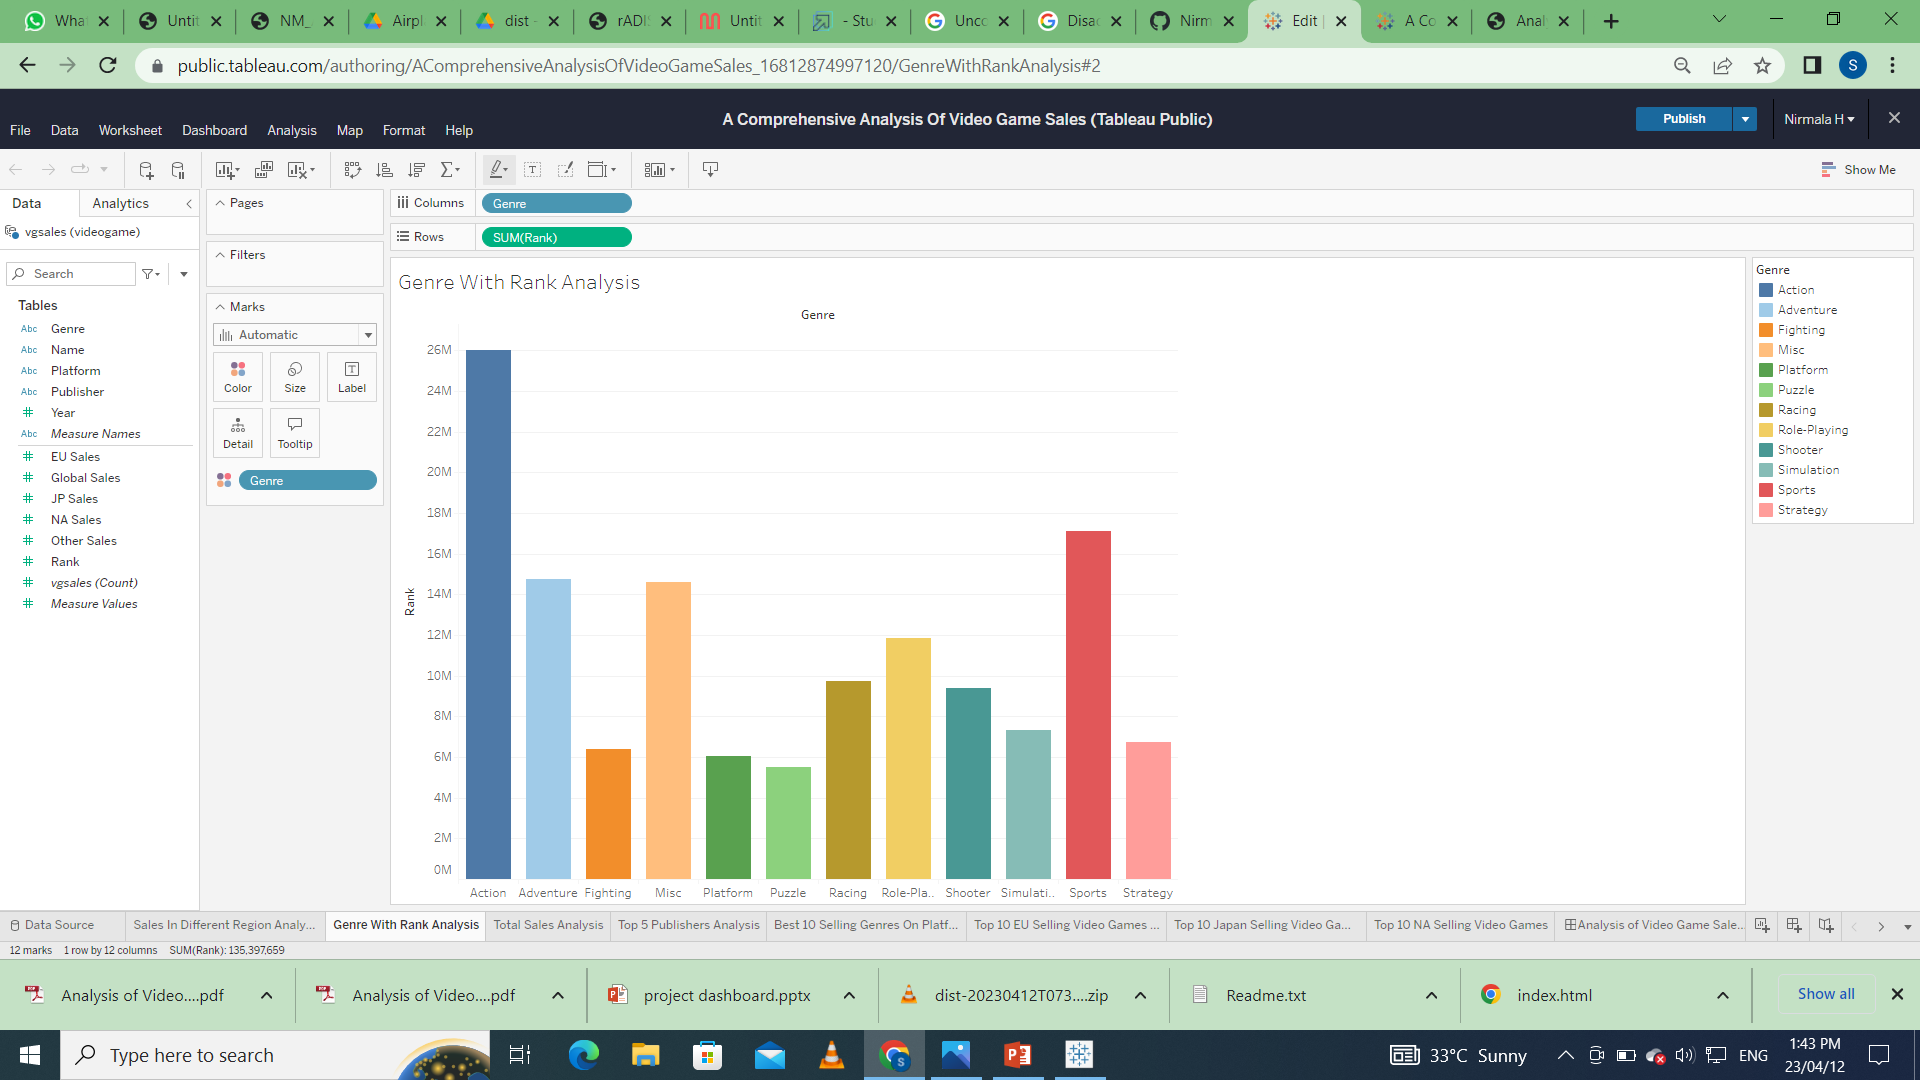 What
Untit
NM_
Airpl
dist -
rADI
Untit
- Stu
Unco
Disa
Nirm
Edit
A Co
Anal
public.tableau.com/authoring/AComprehensiveAnalysisOfVideoGameSales_16812874997120/GenreWithRankAnalysis#2
S
A Comprehensive Analysis Of Video Game Sales (Tableau Public)
Publish
Nirmala H
File Data Worksheet Dashboard Analysis Map Format Help
Show Me
Data Analytics
vgsales (videogame)
Search
Tables
Abc Genre
Abc Name
Abc Platform
Abc Publisher
# Year
Abc Measure Names
# EU Sales
# Global Sales
# JP Sales
# NA Sales
# Other Sales
# Rank
# vgsales (Count)
# Measure Values
Pages
Filters
Marks
Automatic
Color Size Label
Detail Tooltip
Genre
Columns Genre
Rows SUM(Rank)
Genre With Rank Analysis
Genre
26M
24M
22M
20M
18M
16M
14M
12M
10M
8M
6M
4M
2M
0M
Rank
Action Adventure Fighting Misc Platform Puzzle Racing Role-Pla.. Shooter Simulati.. Sports Strategy
Genre
Action
Adventure
Fighting
Misc
Platform
Puzzle
Racing
Role-Playing
Shooter
Simulation
Sports
Strategy
Data Source Sales In Different Region Analy... Genre With Rank Analysis Total Sales Analysis Top 5 Publishers Analysis Best 10 Selling Genres On Platf... Top 10 EU Selling Video Games ... Top 10 Japan Selling Video Ga... Top 10 NA Selling Video Games Analysis of Video Game Sale...
12 marks 1 row by 12 columns SUM(Rank): 135,397,659
Analysis of Video....pdf Analysis of Video....pdf project dashboard.pptx dist-20230412T073....zip Readme.txt index.html Show all
Type here to search
33°C Sunny
ENG
1:43 PM
23/04/12